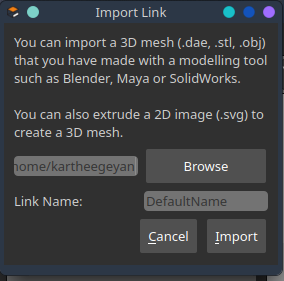 Import Link
You can import a 3D mesh (.dae, .stl, .obj)
that you have made with a modelling tool
such as Blender, Maya or SolidWorks.
You can also extrude a 2D image (.svg) to
create a 3D mesh.
home/kartheegeyan
Browse
Link Name:
DefaultName
Cancel
Import